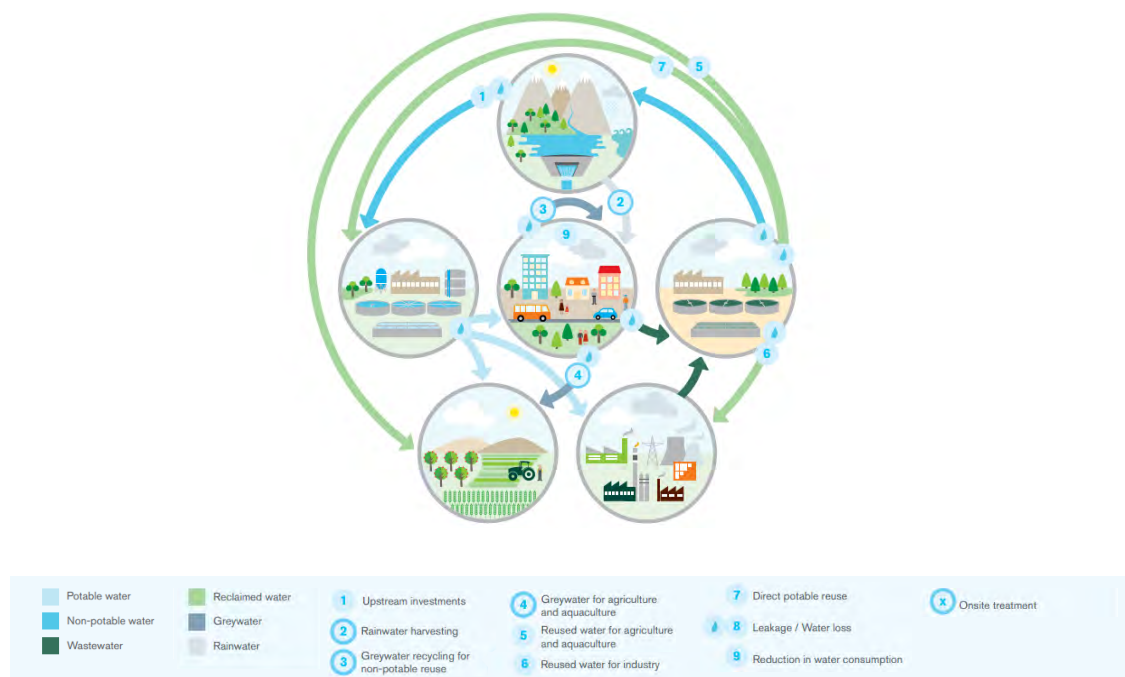 7
5
1
2
3
9
6
4
Potable water
Non-potable water
Wastewater
Reclaimed water
Greywater
Rainwater
1 Upstream investments
2 Rainwater harvesting
3 Greywater recycling for
non-potable reuse
4 Greywater for agriculture
and aquaculture
5 Reused water for agriculture
and aquaculture
6 Reused water for industry
7 Direct potable reuse
8 Leakage / Water loss
9 Reduction in water consumption
x Onsite treatment